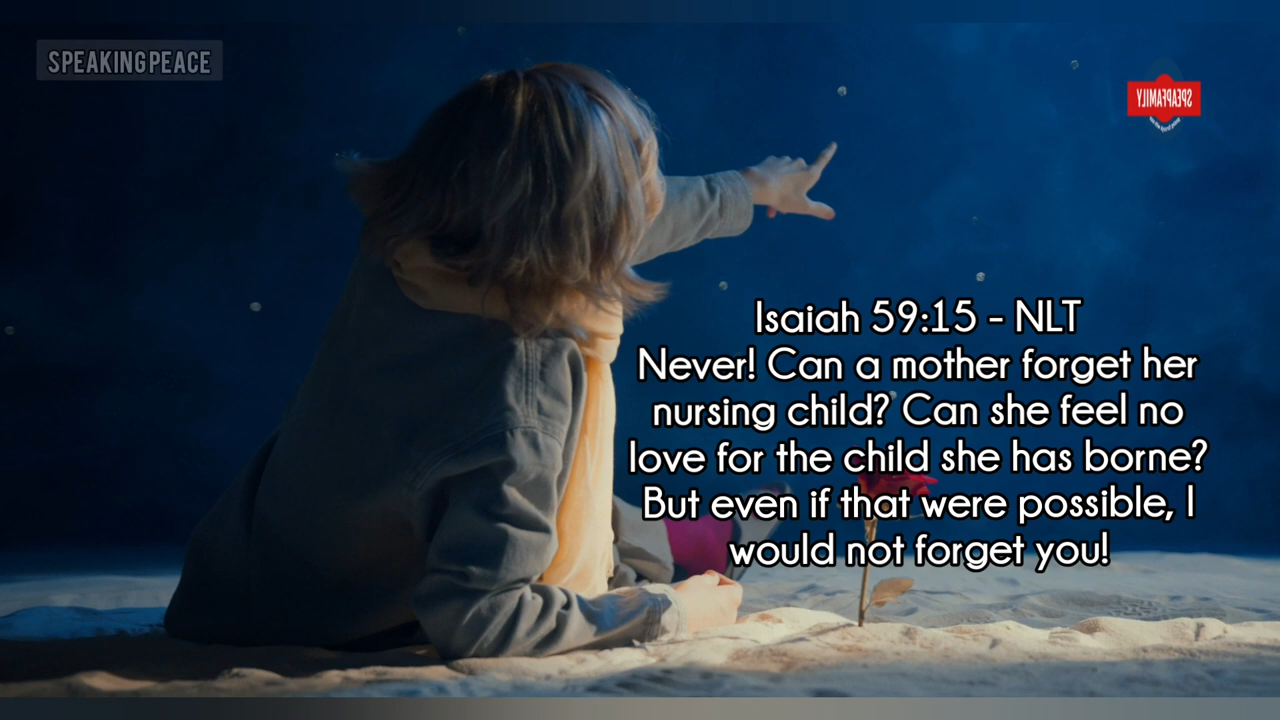 SPEAKINGPEACE
SPEAPFAMILY
Isaiah 59:15 - NLT
Never! Can a mother forget her
nursing child? Can she feel no
love for the child she has borne?
But even if that were possible, I
would not forget you!